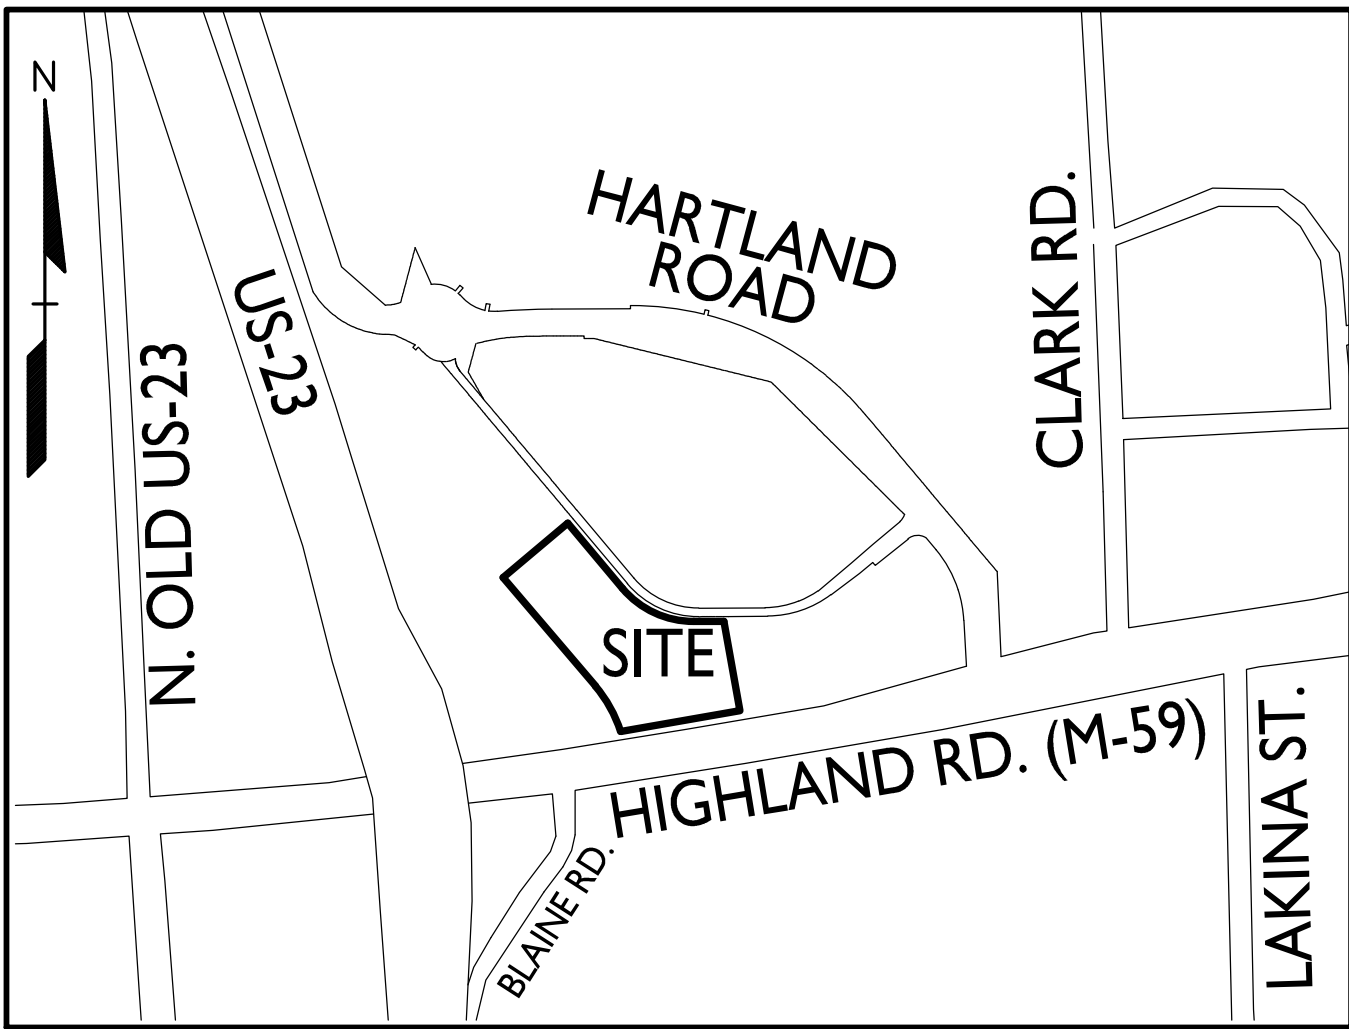 N
HARTLAND
ROAD
CLARK RD.
US-23
N. OLD US-23
SITE
HIGHLAND RD. (M-59)
LAKINA ST.
BLAINE RD.